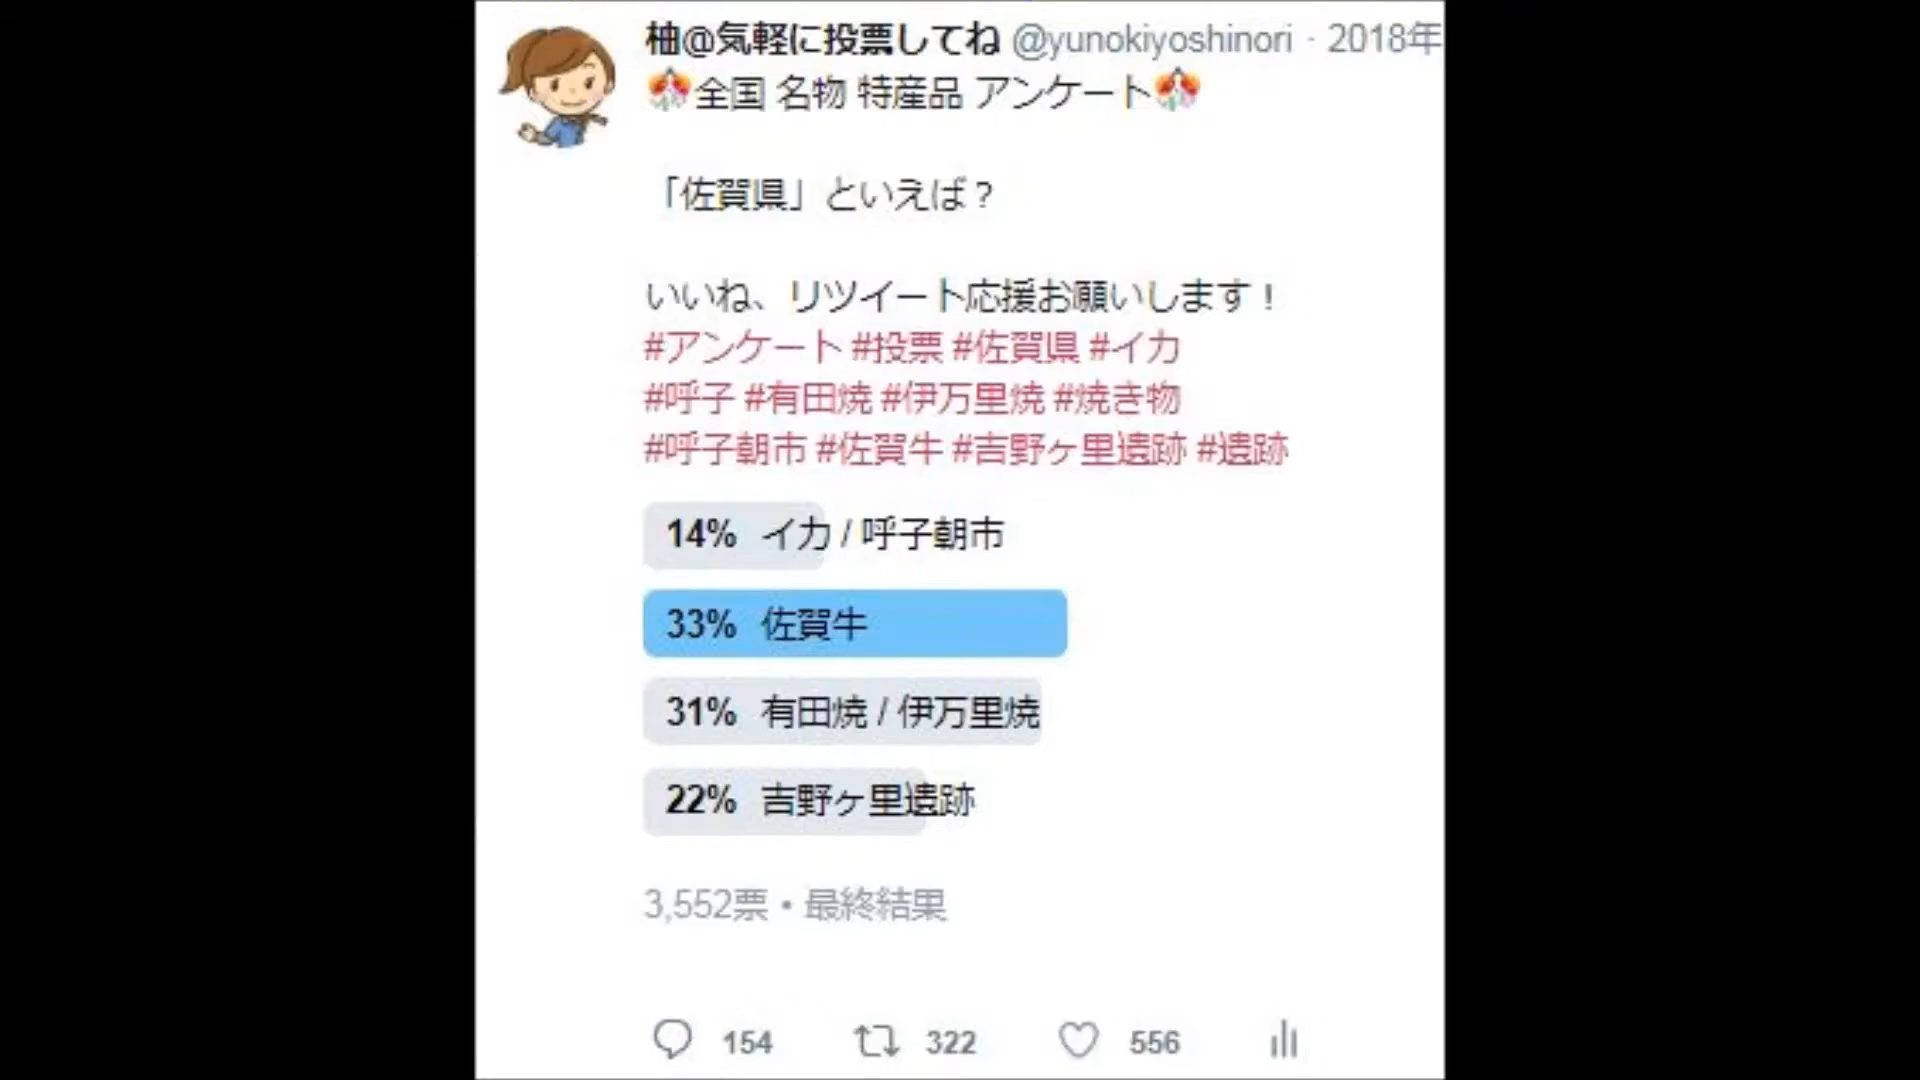 柚@気軽に投票してね @yunokiyoshinori · 2018年
全国 名物 特産品 アンケート
「佐賀県」といえば？
いいね、リツイート応援お願いします！
#アンケート #投票 #佐賀県 #イカ
#呼子 #有田焼 #伊万里焼 #焼き物
#呼子朝市 #佐賀牛 #吉野ヶ里遺跡 #遺跡
14% イカ / 呼子朝市
33% 佐賀牛
31% 有田焼 / 伊万里焼
22% 吉野ヶ里遺跡
3,552票・最終結果
154 322 556